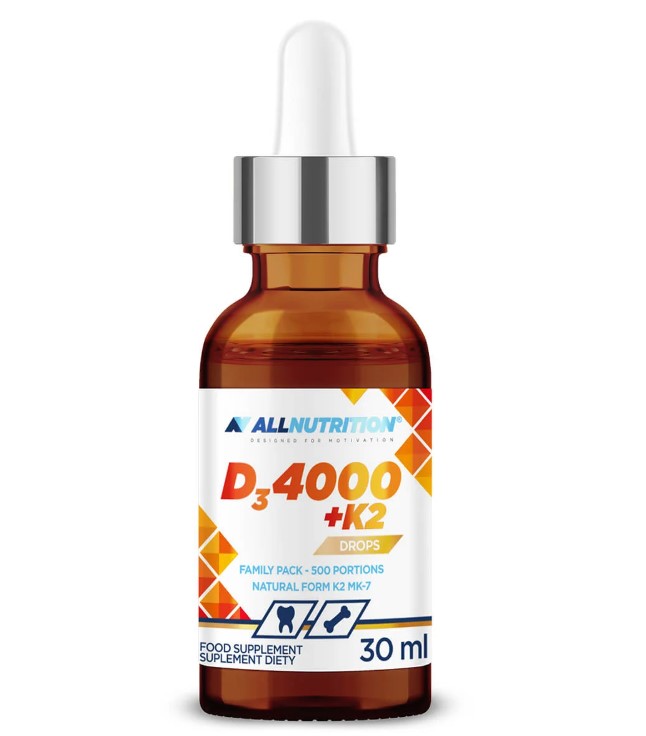 ALLNUTRITION®
DESIGNED FOR MOTIVATION
D3 4000
+K2
DROPS
FAMILY PACK - 500 PORTIONS
NATURAL FORM K2 MK-7
FOOD SUPPLEMENT
SUPLEMENT DIETY
30 ml